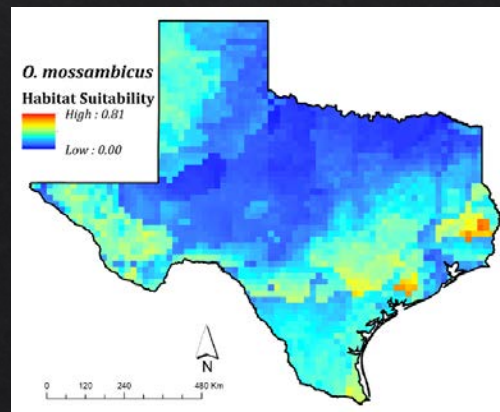 O. mossambicus
Habitat Suitability
High : 0.81
Low : 0.00
N
0 120 240 480 Km